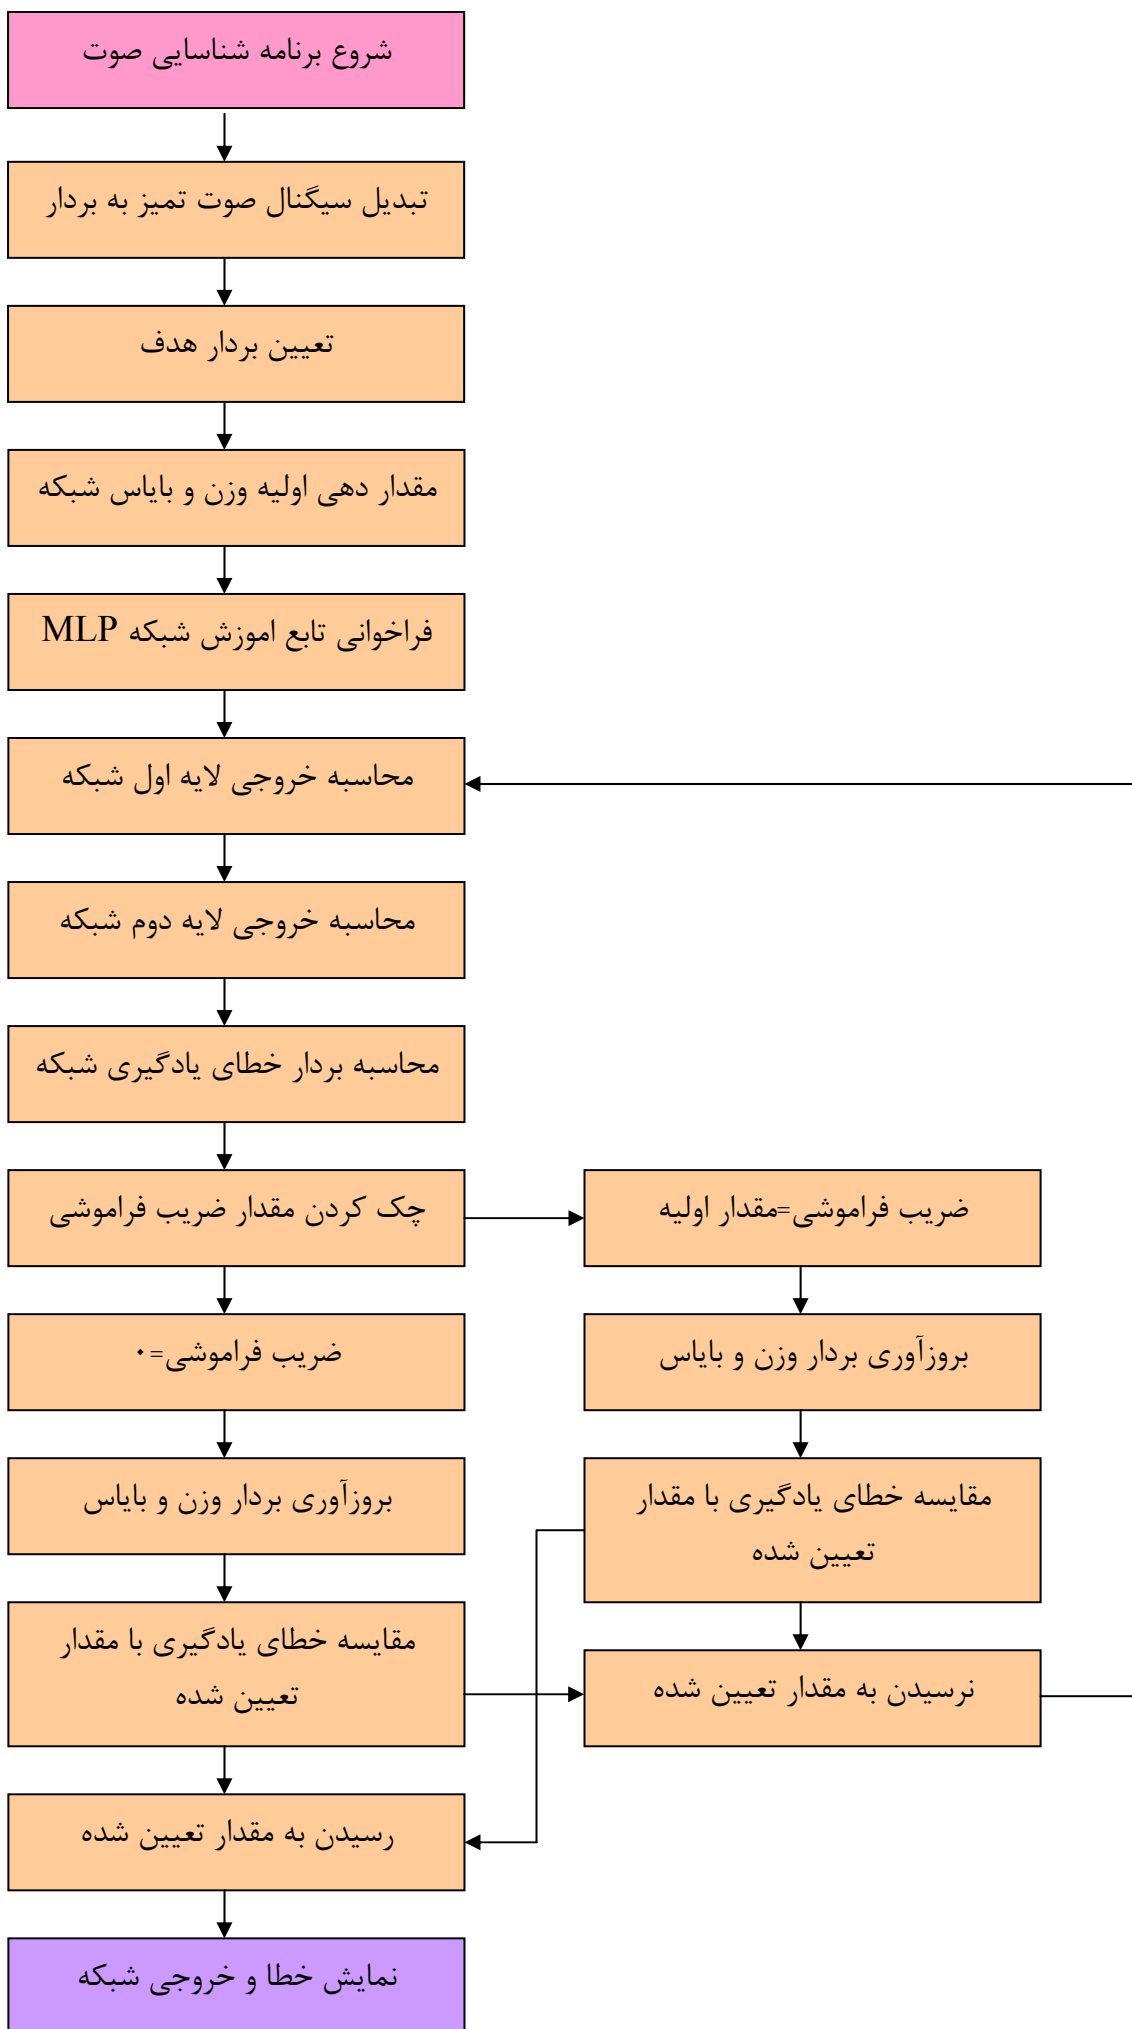 شروع برنامه شناسایی صوت
تبدیل سیگنال صوت تمیز به بردار
تعیین بردار هدف
مقدار دهی اولیه وزن و بایاس شبکه
فراخوانی تابع اموزش شبکه MLP
محاسبه خروجی لایه اول شبکه
محاسبه خروجی لایه دوم شبکه
محاسبه بردار خطای یادگیری شبکه
چک کردن مقدار ضریب فراموشی
ضریب فراموشی=مقدار اولیه
ضریب فراموشی=۰
بروزآوری بردار وزن و بایاس
بروزآوری بردار وزن و بایاس
مقایسه خطای یادگیری با مقدار
تعیین شده
مقایسه خطای یادگیری با مقدار
تعیین شده
نرسیدن به مقدار تعیین شده
رسیدن به مقدار تعیین شده
نمایش خطا و خروجی شبکه